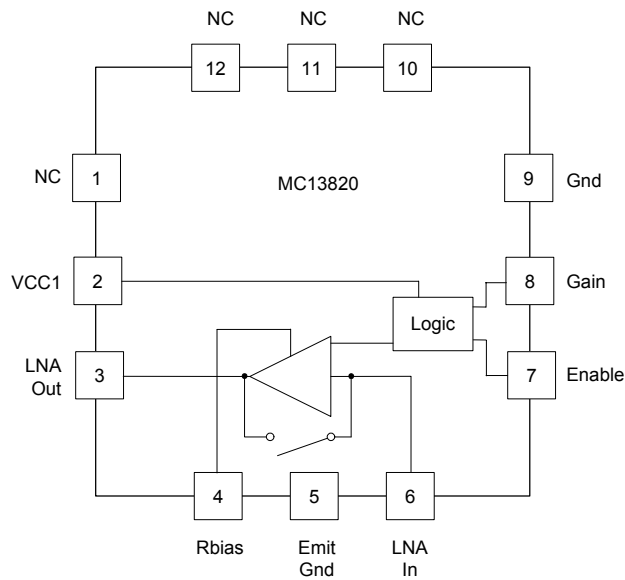 NC NC NC
12 11 10
NC 1 MC13820 9 Gnd
VCC1 2 8 Gain
Logic
LNA
Out 3 7 Enable
4 5 6
Rbias Emit LNA
Gnd In